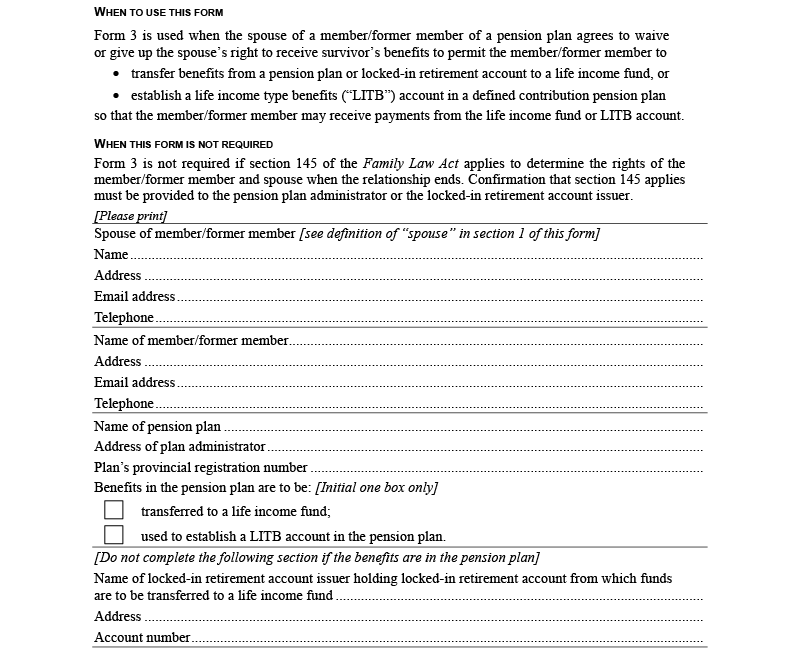 WHEN TO USE THIS FORM
Form 3 is used when the spouse of a member/former member of a pension plan agrees to waive
or give up the spouse’s right to receive survivor’s benefits to permit the member/former member to
• transfer benefits from a pension plan or locked-in retirement account to a life income fund, or
• establish a life income type benefits (“LITB”) account in a defined contribution pension plan
so that the member/former member may receive payments from the life income fund or LITB account.
WHEN THIS FORM IS NOT REQUIRED
Form 3 is not required if section 145 of the Family Law Act applies to determine the rights of the
member/former member and spouse when the relationship ends. Confirmation that section 145 applies
must be provided to the pension plan administrator or the locked-in retirement account issuer.
[Please print]
Spouse of member/former member [see definition of “spouse” in section 1 of this form]
Name
Address
Email address
Telephone
Name of member/former member
Address
Email address
Telephone
Name of pension plan
Address of plan administrator
Plan’s provincial registration number
Benefits in the pension plan are to be: [Initial one box only]
transferred to a life income fund;
used to establish a LITB account in the pension plan.
[Do not complete the following section if the benefits are in the pension plan]
Name of locked-in retirement account issuer holding locked-in retirement account from which funds
are to be transferred to a life income fund
Address
Account number